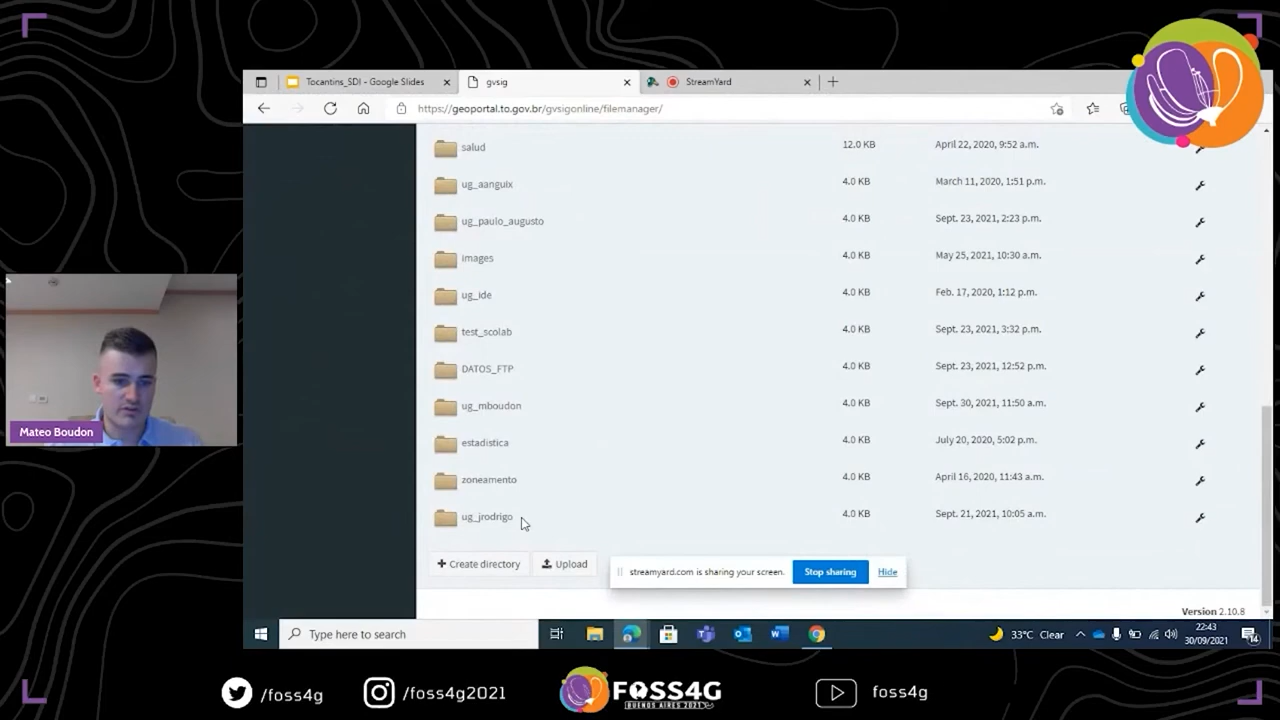 Tocantins_SDI - Google Slides
gvsig
StreamYard
https://geoportal.to.gov.br/gvsigonline/filemanager/
salud 12.0 KB April 22, 2020, 9:52 a.m.
ug_aanguix 4.0 KB March 11, 2020, 1:51 p.m.
ug_paulo_augusto 4.0 KB Sept. 23, 2021, 2:23 p.m.
images 4.0 KB May 25, 2021, 10:30 a.m.
ug_ide 4.0 KB Feb. 17, 2020, 1:12 p.m.
test_scolab 4.0 KB Sept. 23, 2021, 3:32 p.m.
DATOS_FTP 4.0 KB Sept. 23, 2021, 12:52 p.m.
ug_mboudon 4.0 KB Sept. 30, 2021, 11:50 a.m.
estadistica 4.0 KB July 20, 2020, 5:02 p.m.
zoneamento 4.0 KB April 16, 2020, 11:43 a.m.
ug_jrodrigo 4.0 KB Sept. 21, 2021, 10:05 a.m.
Mateo Boudon
Create directory Upload
streamyard.com is sharing your screen. Stop sharing Hide
Version 2.10.8
Type here to search
33°C Clear
22:43
30/09/2021
14
/foss4g
/foss4g2021
FOSS4G
BUENOS AIRES 2021
foss4g